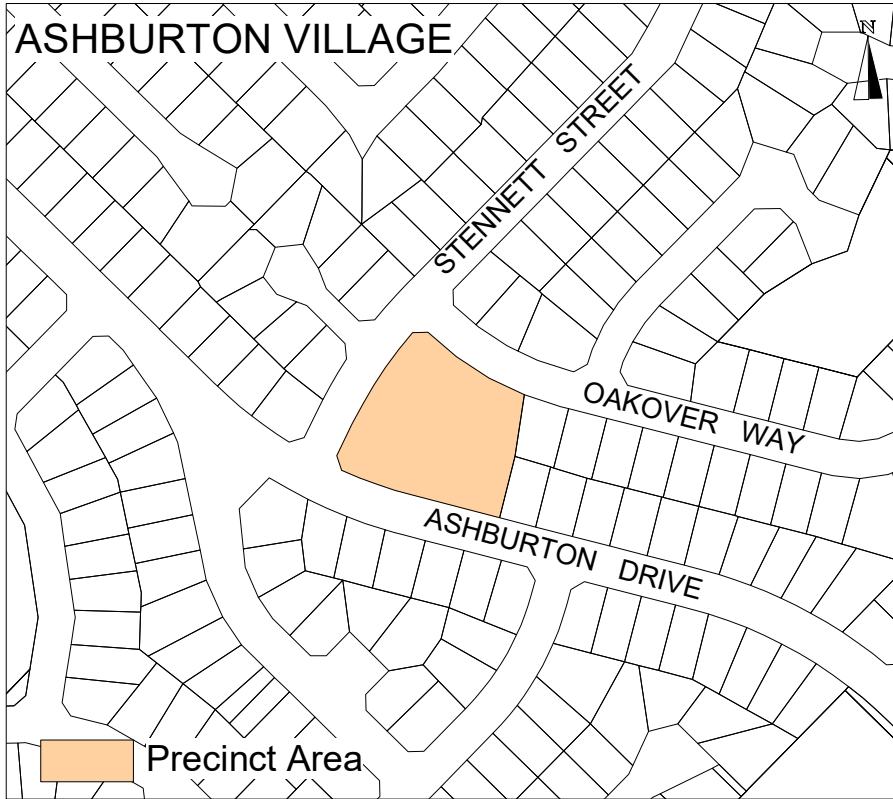 ASHBURTON VILLAGE
N
STENNETT STREET
OAKOVER WAY
ASHBURTON DRIVE
Precinct Area